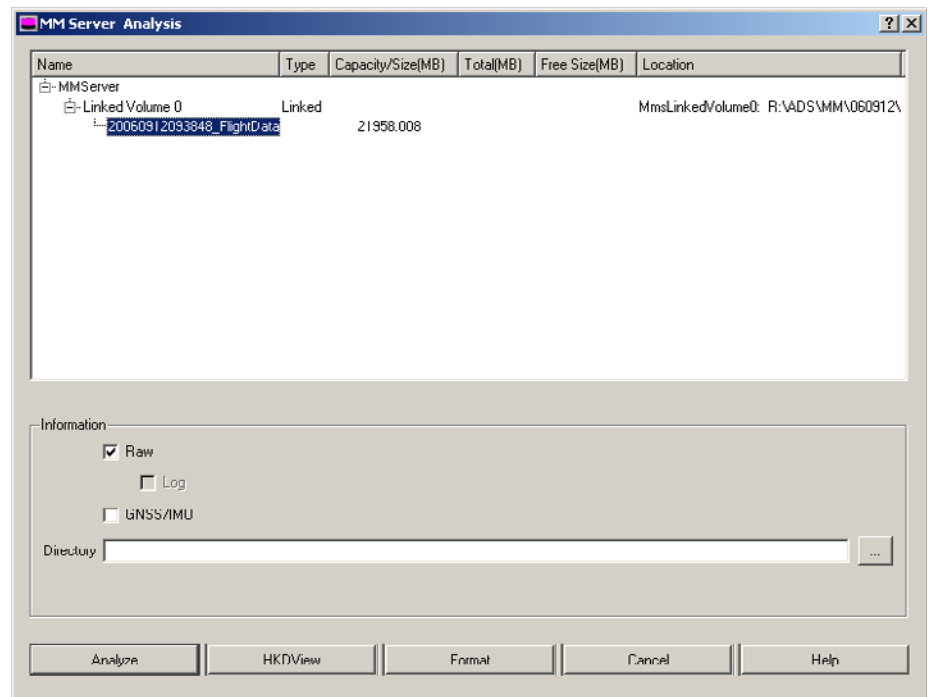 MM Server Analysis
Name Type Capacity/Size(MB) Total(MB) Free Size(MB) Location
MMServer
Linked Volume 0 Linked MmsLinkedVolume0: R:\ADS\MM\060912\
20060912093848_FlightData 21958.008
Information
Raw
Log
GNSS/IMU
Directory ...
Analyze HKDView Format Cancel Help